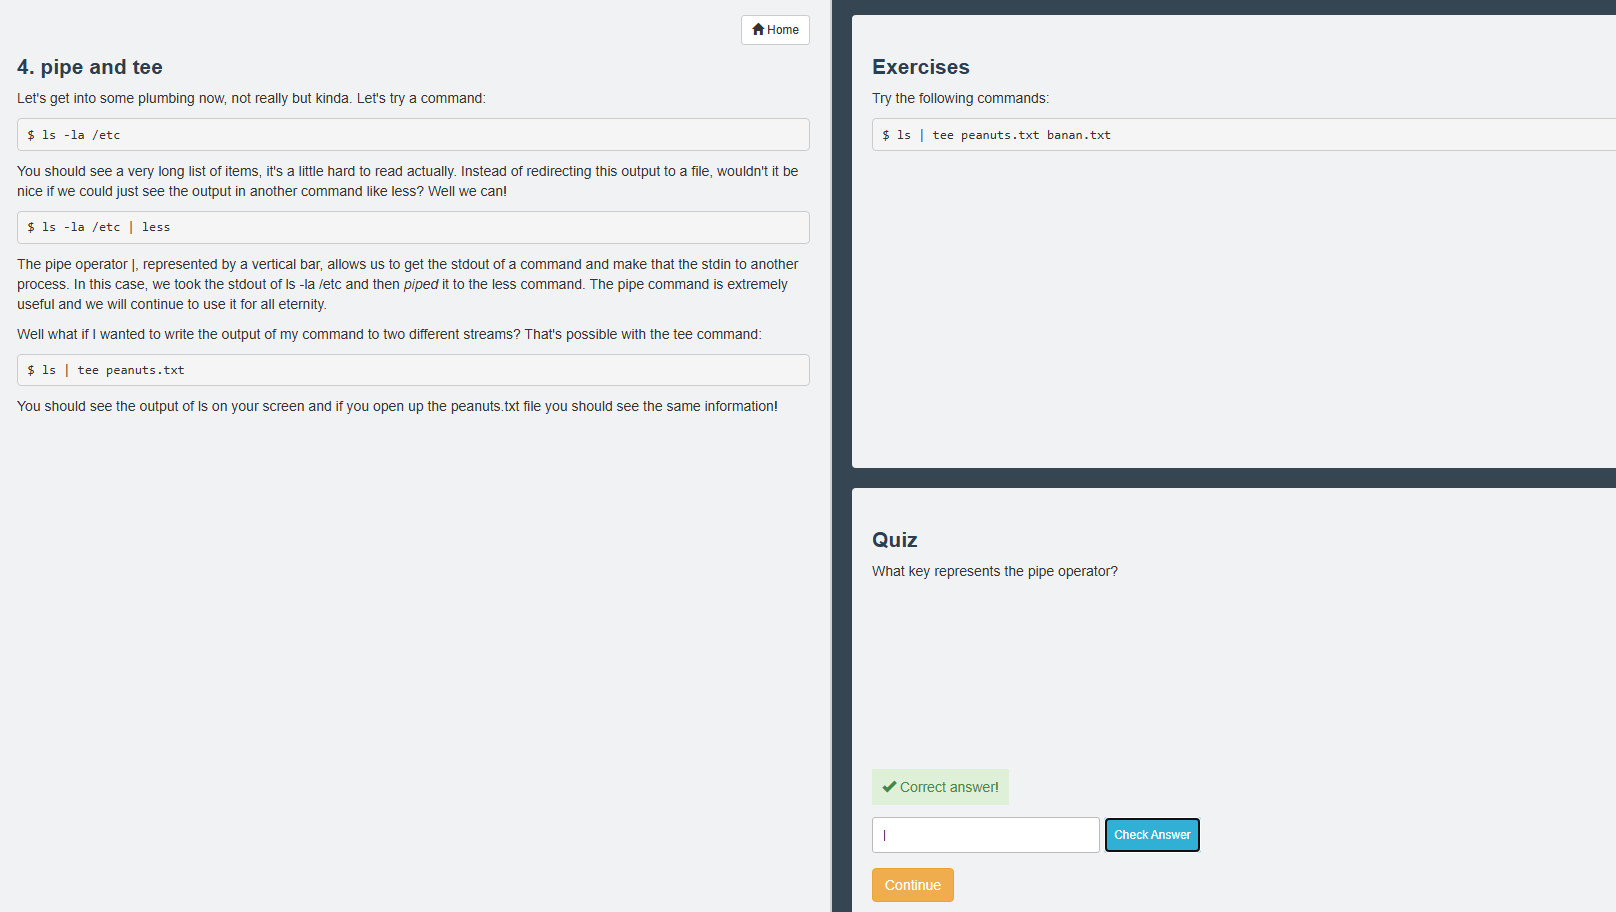 Home
4. pipe and tee
Let's get into some plumbing now, not really but kinda. Let's try a command:
$ ls -la /etc
You should see a very long list of items, it's a little hard to read actually. Instead of redirecting this output to a file, wouldn't it be
nice if we could just see the output in another command like less? Well we can!
$ ls -la /etc | less
The pipe operator |, represented by a vertical bar, allows us to get the stdout of a command and make that the stdin to another
process. In this case, we took the stdout of ls -la /etc and then piped it to the less command. The pipe command is extremely
useful and we will continue to use it for all eternity.
Well what if I wanted to write the output of my command to two different streams? That's possible with the tee command:
$ ls | tee peanuts.txt
You should see the output of ls on your screen and if you open up the peanuts.txt file you should see the same information!
Exercises
Try the following commands:
$ ls | tee peanuts.txt banan.txt
Quiz
What key represents the pipe operator?
Correct answer!
|
Check Answer
Continue